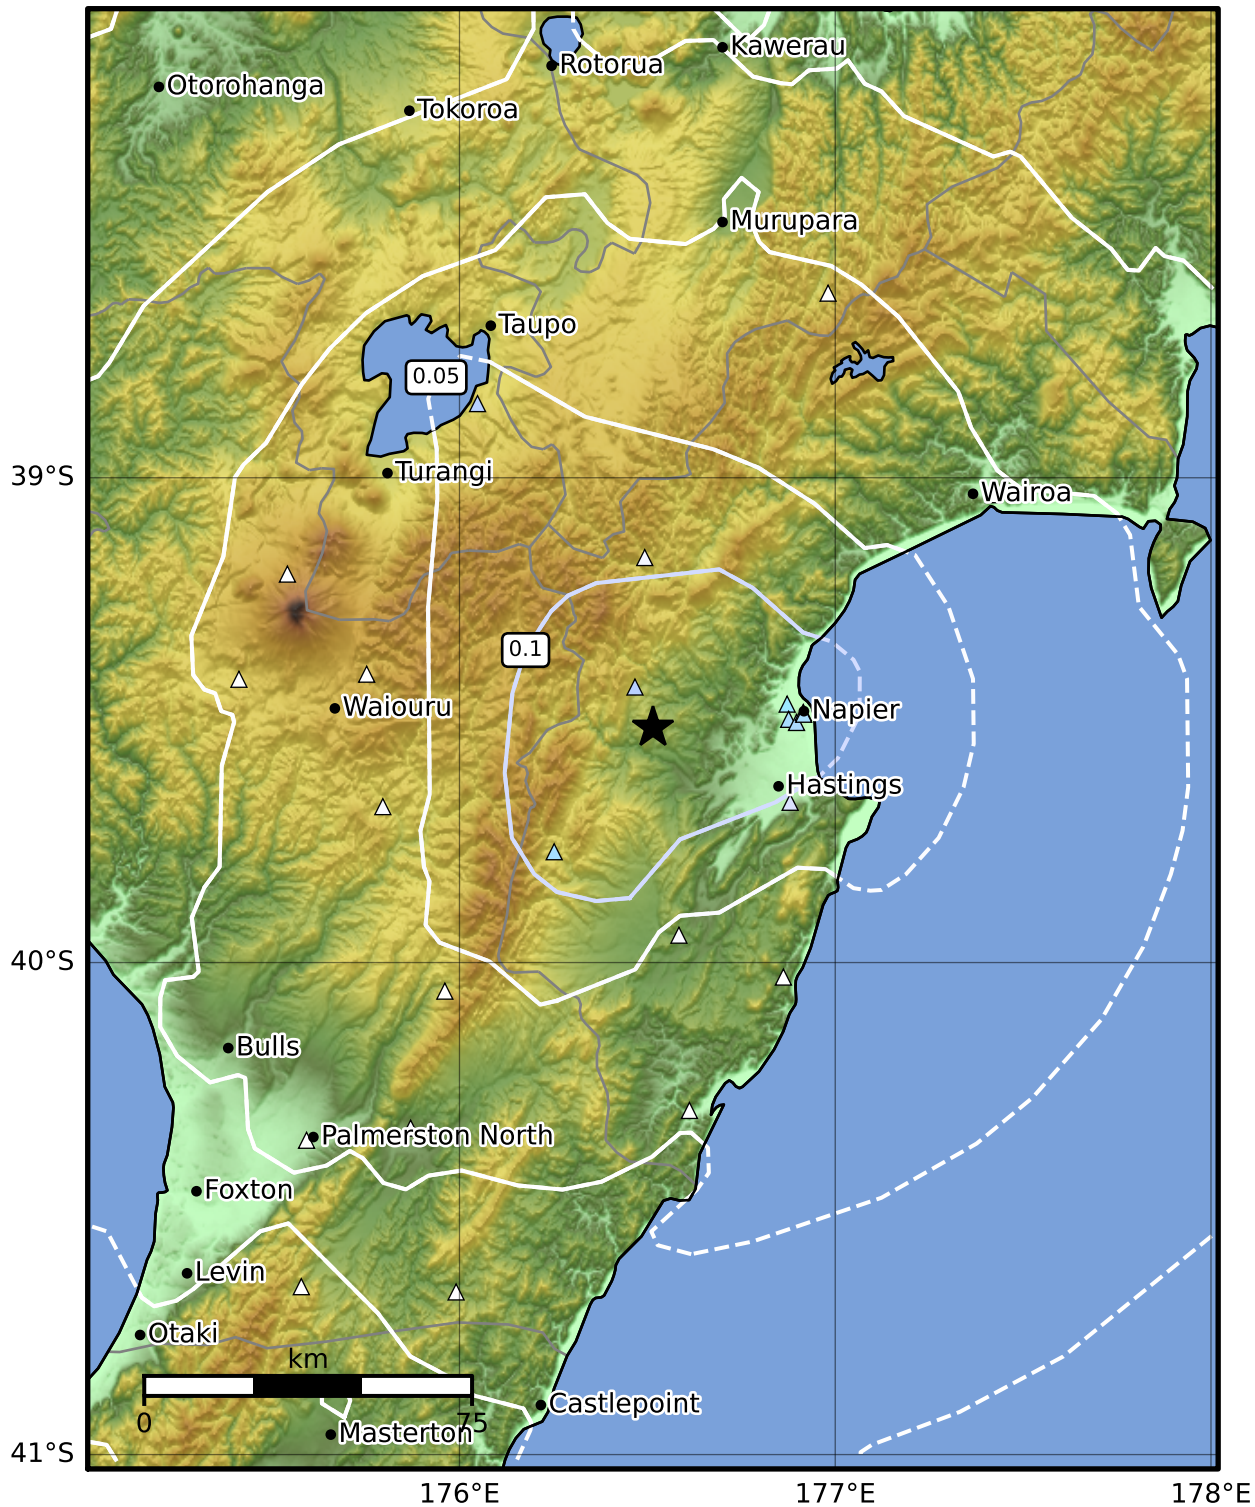 Kawerau
Rotorua
Otorohanga
Tokoroa
Murupara
Taupo
0.05
Turangi
39°S
Wairoa
0.1
Waiouru
Napier
Hastings
40°S
Bulls
Palmerston North
Foxton
Levin
Otaki
km
0
75
Castlepoint
Masterton
41°S
176°E
177°E
178°E